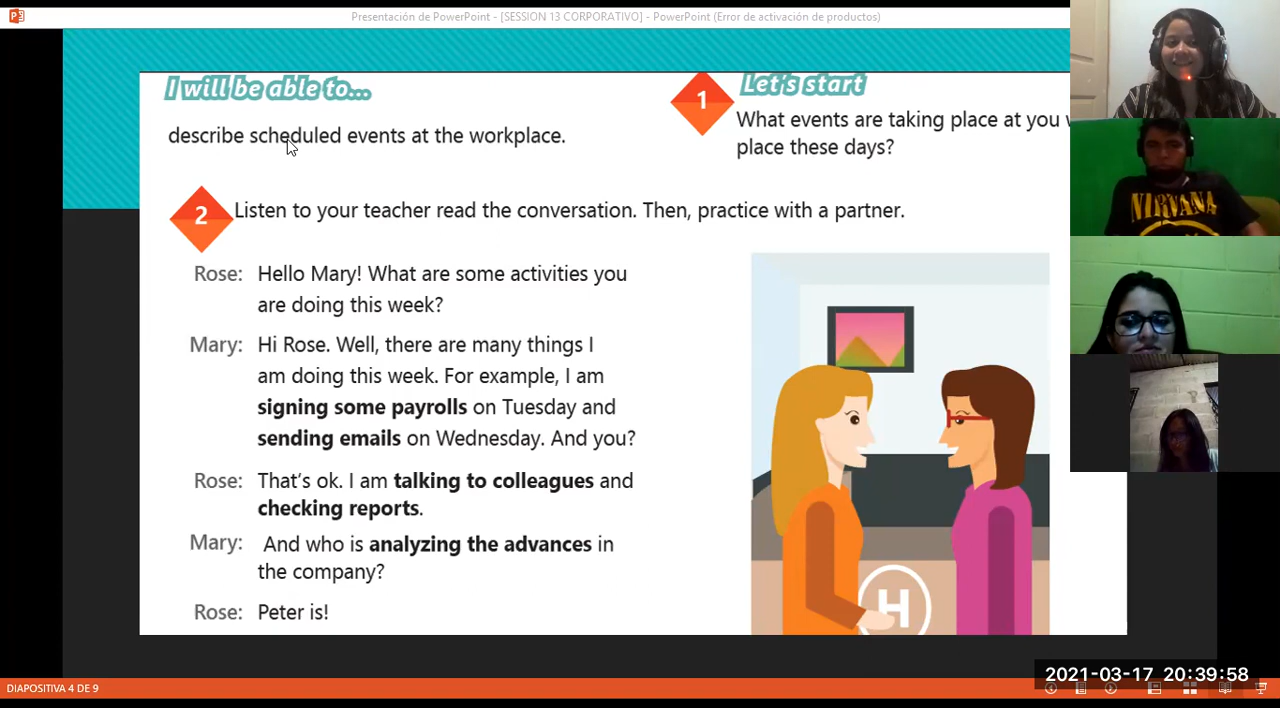 Presentación de PowerPoint - [SESSION 13 CORPORATIVO] - PowerPoint (Error de activación de productos)
I will be able to...
describe scheduled events at the workplace.
1
Let's start
What events are taking place at you
place these days?
2
Listen to your teacher read the conversation. Then, practice with a partner.
Rose: Hello Mary! What are some activities you
are doing this week?
Mary: Hi Rose. Well, there are many things I
am doing this week. For example, I am
signing some payrolls on Tuesday and
sending emails on Wednesday. And you?
Rose: That's ok. I am talking to colleagues and
checking reports.
Mary: And who is analyzing the advances in
the company?
Rose: Peter is!
H
NIRVANA
2021-03-17 20:39:58
DIAPOSITIVA 4 DE 9